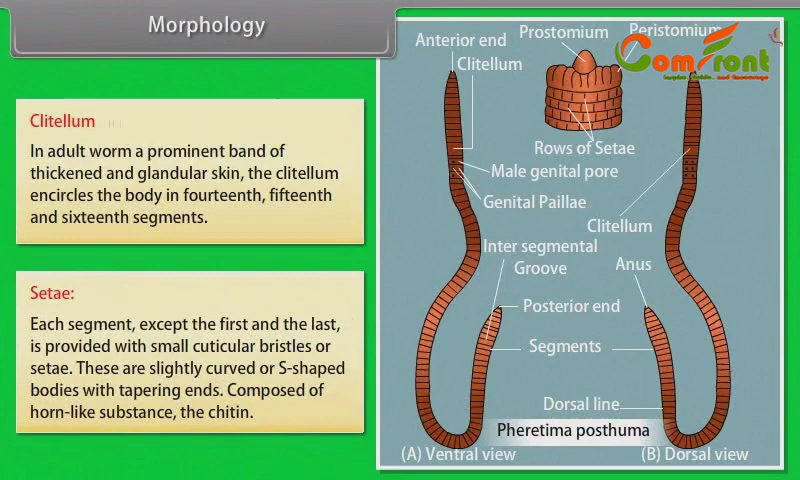 Morphology
Clitellum
In adult worm a prominent band of
thickened and glandular skin, the clitellum
encircles the body in fourteenth, fifteenth
and sixteenth segments.
Setae:
Each segment, except the first and the last,
is provided with small cuticular bristles or
setae. These are slightly curved or S-shaped
bodies with tapering ends. Composed of
horn-like substance, the chitin.
Anterior end
Prostomium
Peristomium
Clitellum
Comfront
Rows of Setae
Male genital pore
Genital Paillae
Clitellum
Inter segmental
Groove
Anus
Posterior end
Segments
Dorsal line
Pheretima posthuma
(A) Ventral view
(B) Dorsal view